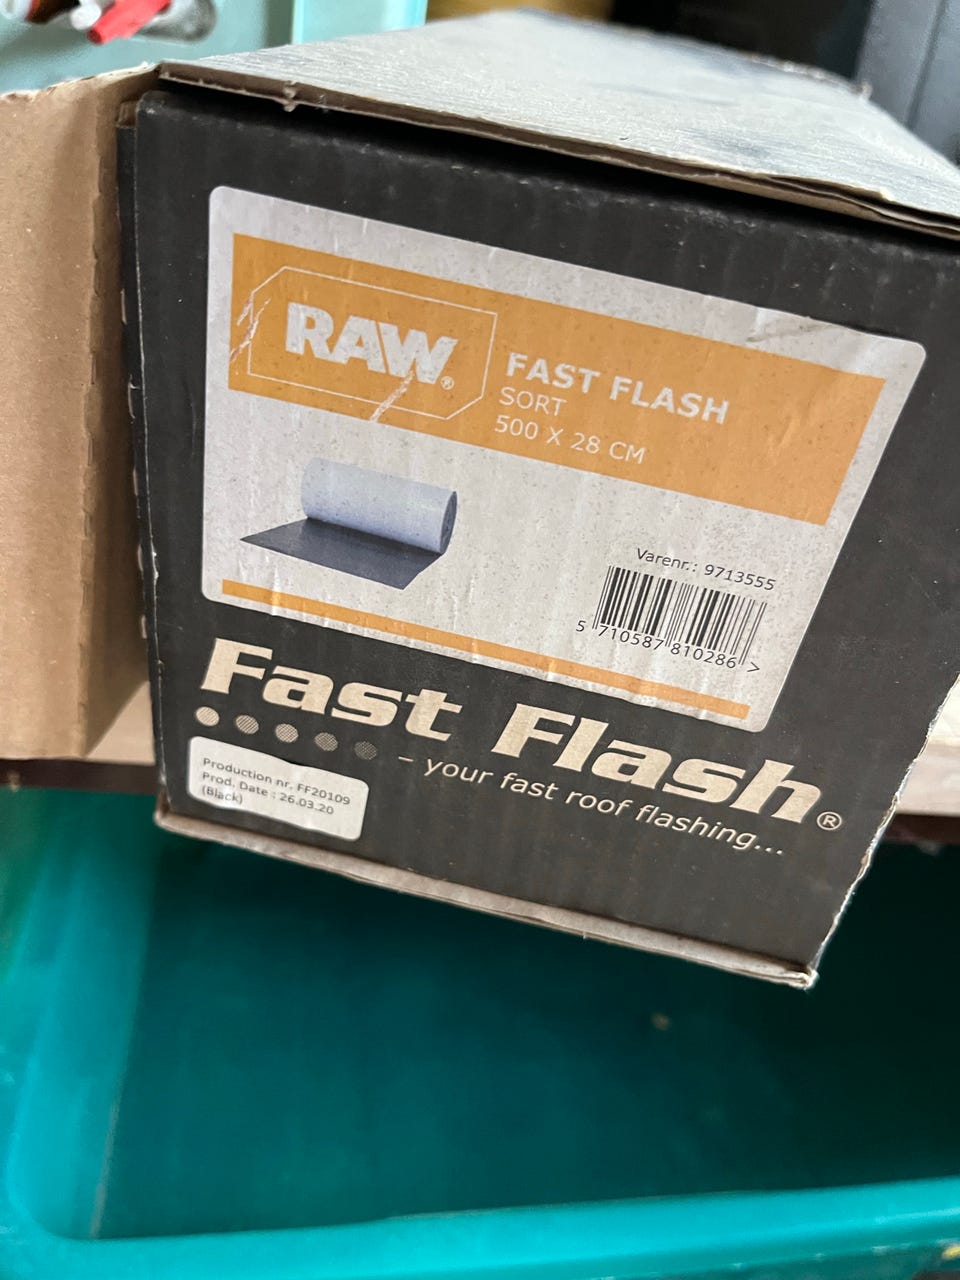 RAW®
FAST FLASH
SORT
500 X 28 CM
Varenr.: 9713555
5 710587 810286 >
Fast Flash®
– your fast roof flashing...
Production nr. FF20109
Prod. Date : 26.03.20
(Black)